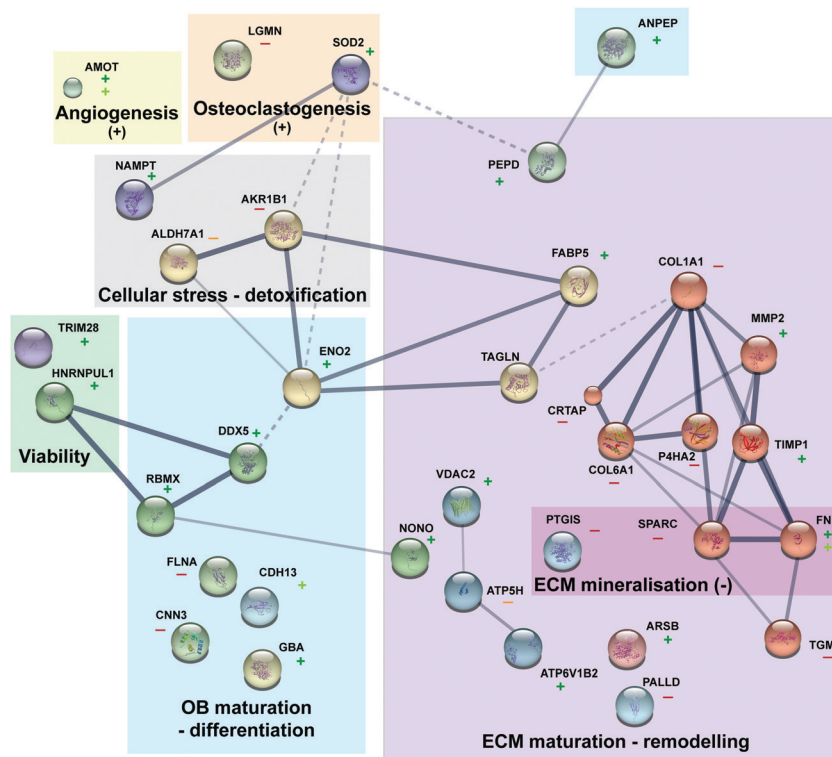 LGMN
–
SOD2
+
ANPEP
+
AMOT
+
+
Angiogenesis
(+)
Osteoclastogenesis
(+)
NAMPT
+
PEPD
+
AKR1B1
–
ALDH7A1
–
Cellular stress - detoxification
FABP5
+
COL1A1
–
MMP2
+
TRIM28
+
HNRNPUL1
+
Viability
ENO2
+
TAGLN
CRTAP
–
COL6A1
–
P4HA2
–
TIMP1
+
DDX5
+
RBMX
+
VDAC2
+
NONO
+
PTGIS
–
SPARC
–
FN
+
+
ECM mineralisation (-)
FLNA
–
CDH13
+
CNN3
–
GBA
+
ATP5H
–
ATP6V1B2
+
ARSB
+
TGM
–
PALLD
–
OB maturation
- differentiation
ECM maturation - remodelling